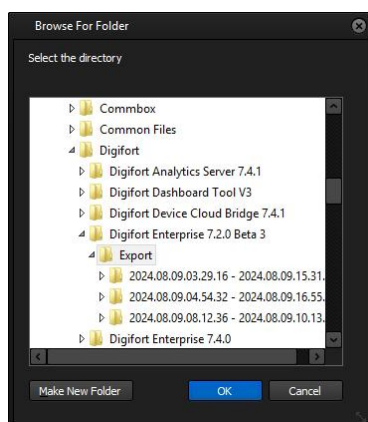 Browse For Folder
Select the directory
Commbox
Common Files
Digifort
Digifort Analytics Server 7.4.1
Digifort Dashboard Tool V3
Digifort Device Cloud Bridge 7.4.1
Digifort Enterprise 7.2.0 Beta 3
Export
2024.08.09.03.29.16 - 2024.08.09.15.31.
2024.08.09.04.54.32 - 2024.08.09.16.55.
2024.08.09.08.12.36 - 2024.08.09.10.13.
Digifort Enterprise 7.4.0
Make New Folder OK Cancel